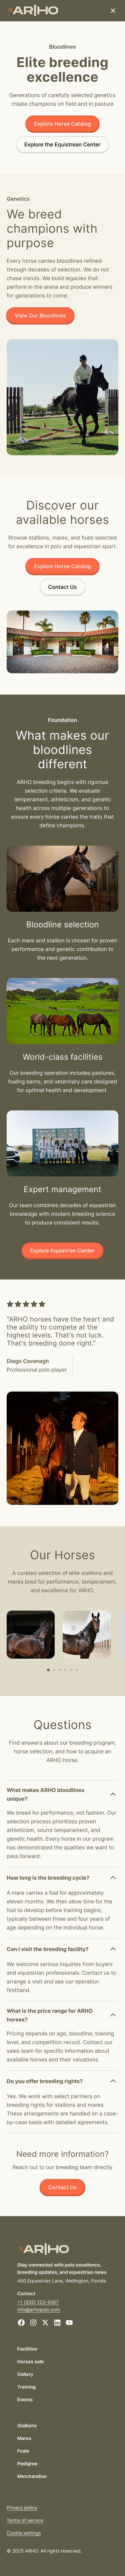 AR|HO
Bloodlines
Elite breeding
excellence
Generations of carefully selected genetics
create champions on field and in pasture
Explore Horse Catalog
Explore the Equistrean Center
Genetics
We breed
champions with
purpose
Every horse carries bloodlines refined
through decades of selection. We do not
chase trends. We build legacies that
perform in the arena and produce winners
for generations to come.
View Our Bloodlines
Discover our
available horses
Browse stallions, mares, and foals selected
for excellence in polo and equestrian sport.
Explore Horse Catalog
Contact Us
Foundation
What makes our
bloodlines
different
ARHO breeding begins with rigorous
selection criteria. We evaluate
temperament, athleticism, and genetic
health across multiple generations to
ensure every horse carries the traits that
define champions.
Bloodline selection
Each mare and stallion is chosen for proven
performance and genetic contribution to
the next generation.
World-class facilities
Our breeding operation includes pastures,
foaling barns, and veterinary care designed
for optimal health and development.
Expert management
Our team combines decades of equestrian
knowledge with modern breeding science
to produce consistent results.
Explore Equistrian Center
"ARHO horses have the heart and
the ability to compete at the
highest levels. That's not luck.
That's breeding done right."
Diego Cavanagh
Professional polo player
Our Horses
A curated selection of elite stallions and
mares bred for performance, temperament,
and excellence for ARHO.
Questions
Find answers about our breeding program,
horse selection, and how to acquire an
ARHO horse.
What makes ARHO bloodlines
unique?
We breed for performance, not fashion. Our
selection process prioritizes proven
athleticism, sound temperament, and
genetic health. Every horse in our program
has demonstrated the qualities we want to
pass forward.
How long is the breeding cycle?
A mare carries a foal for approximately
eleven months. We then allow time for the
foal to develop before training begins,
typically between three and four years of
age depending on the individual horse.
Can I visit the breeding facility?
We welcome serious inquiries from buyers
and equestrian professionals. Contact us to
arrange a visit and see our operation
firsthand.
What is the price range for ARHO
horses?
Pricing depends on age, bloodline, training
level, and competition record. Contact our
sales team for specific information about
available horses and their valuations.
Do you offer breeding rights?
Yes. We work with select partners on
breeding rights for stallions and mares.
These arrangements are handled on a case-
by-case basis with detailed agreements.
Need more information?
Reach out to our breeding team directly
Contact Us
AR|HO
Stay connected with polo excellence,
breeding updates, and equestrian news
450 Equestrian Lane, Wellington, Florida
Contact
+1 (555) 123-4567
info@arhopolo.com
Facilities
Horses sale
Gallery
Training
Events
Stallions
Mares
Foals
Pedigree
Merchandise
Privacy policy
Terms of service
Cookie settings
© 2025 ARHO. All rights reserved.